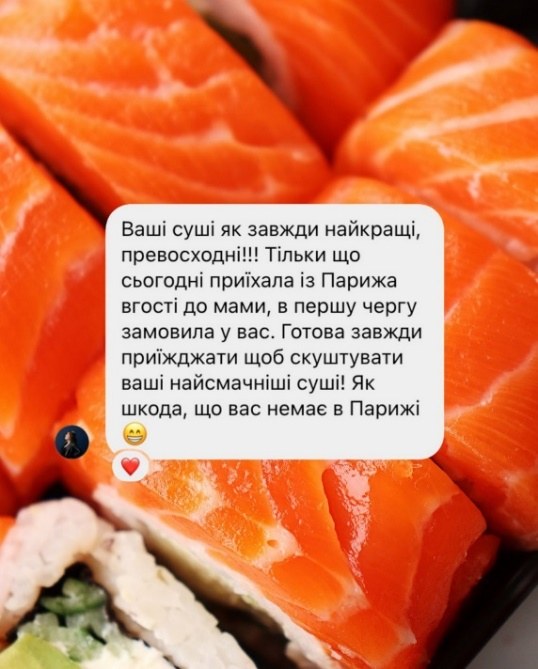 Ваші суші як завжди найкращі,
превосходні!!! Тільки що
сьогодні приїхала із Парижа
вгості до мами, в першу чергу
замовила у вас. Готова завжди
приїжджати щоб скуштувати
ваші найсмачніші суші! Як
шкода, що вас немає в Парижі
😁
❤️